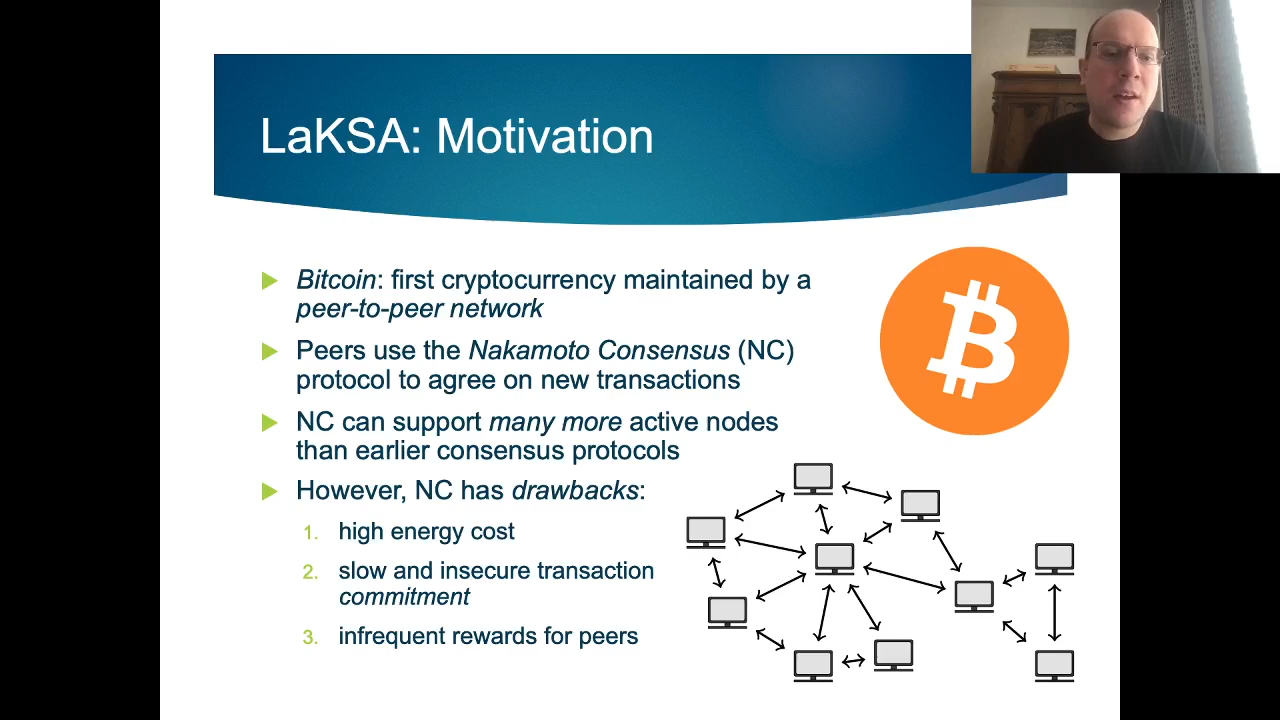 LaKSA: Motivation
Bitcoin: first cryptocurrency maintained by a
peer-to-peer network
Peers use the Nakamoto Consensus (NC)
protocol to agree on new transactions
NC can support many more active nodes
than earlier consensus protocols
However, NC has drawbacks:
1. high energy cost
2. slow and insecure transaction
commitment
3. infrequent rewards for peers